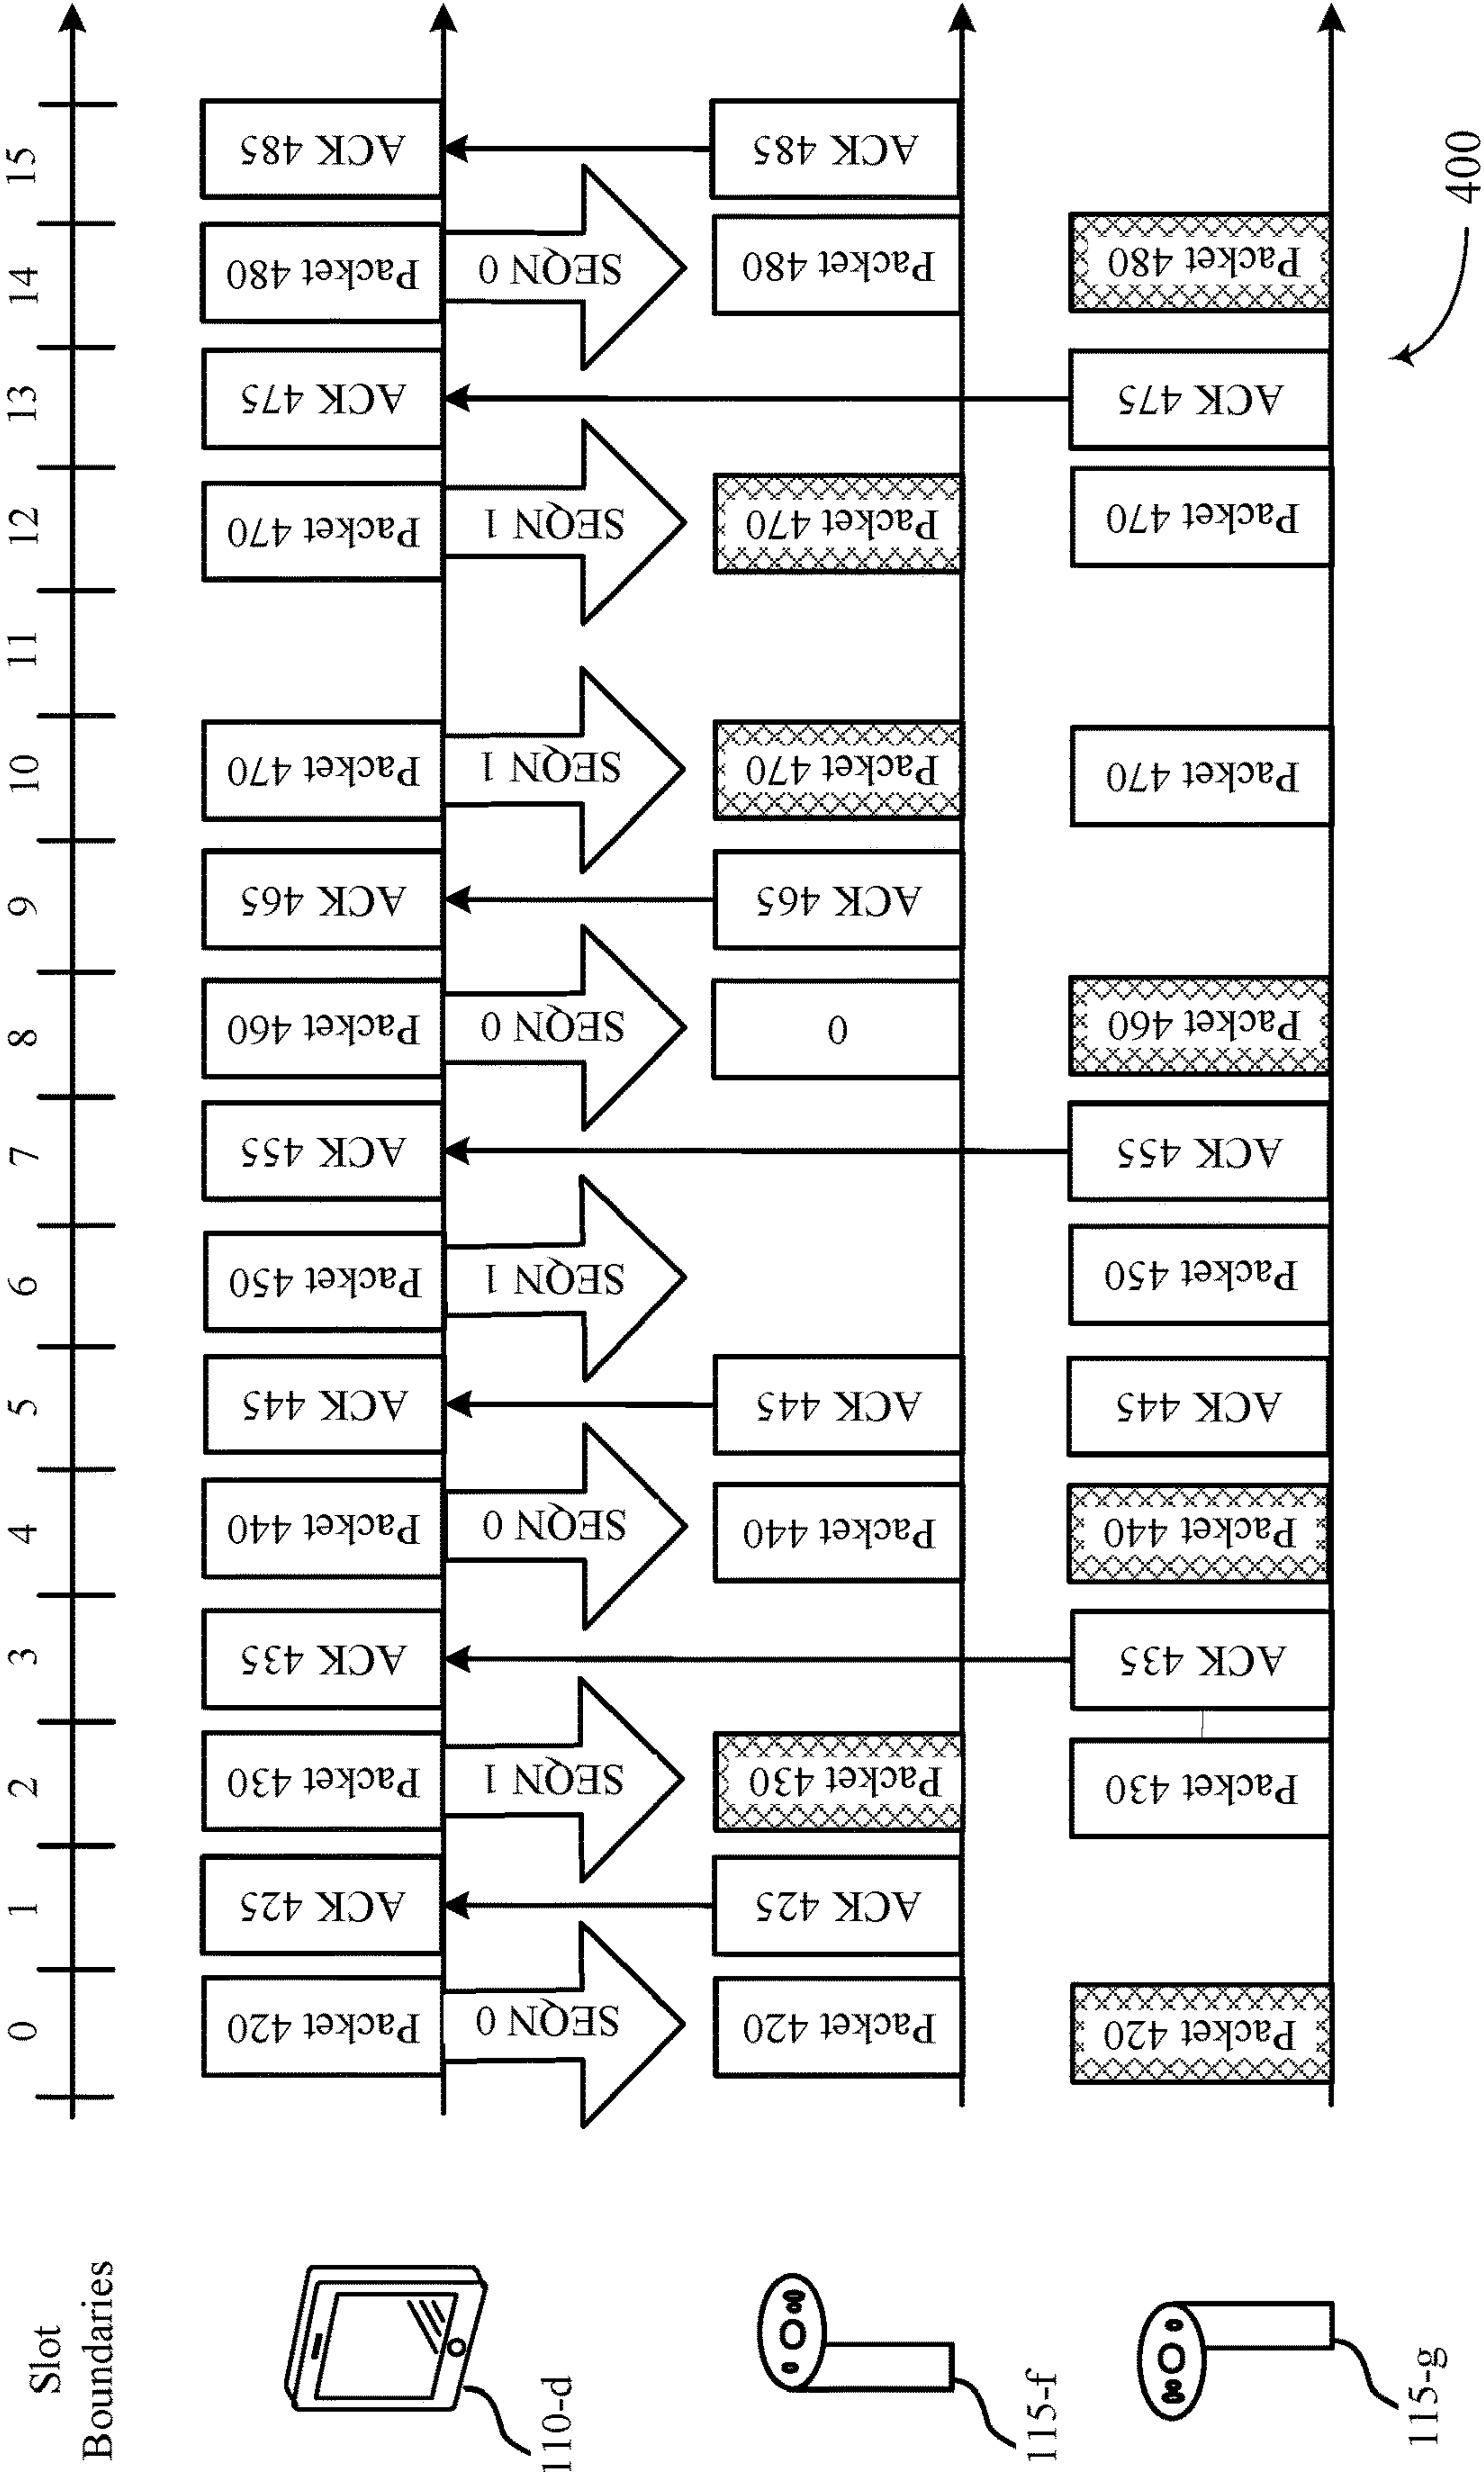 Slot
Boundaries
0
1
2
3
4
5
6
7
8
9
10
11
12
13
14
15
110-d
Packet 420
ACK 425
Packet 430
ACK 435
Packet 440
ACK 445
Packet 450
ACK 455
Packet 460
ACK 465
Packet 470
Packet 470
ACK 475
Packet 480
ACK 485
SEQN 0
SEQN 1
SEQN 0
SEQN 1
SEQN 0
SEQN 1
SEQN 1
SEQN 0
115-f
Packet 420
ACK 425
Packet 430
Packet 440
ACK 445
0
ACK 465
Packet 470
Packet 470
Packet 480
ACK 485
115-g
Packet 420
Packet 430
ACK 435
Packet 440
ACK 445
Packet 450
ACK 455
Packet 460
Packet 470
Packet 470
ACK 475
Packet 480
400